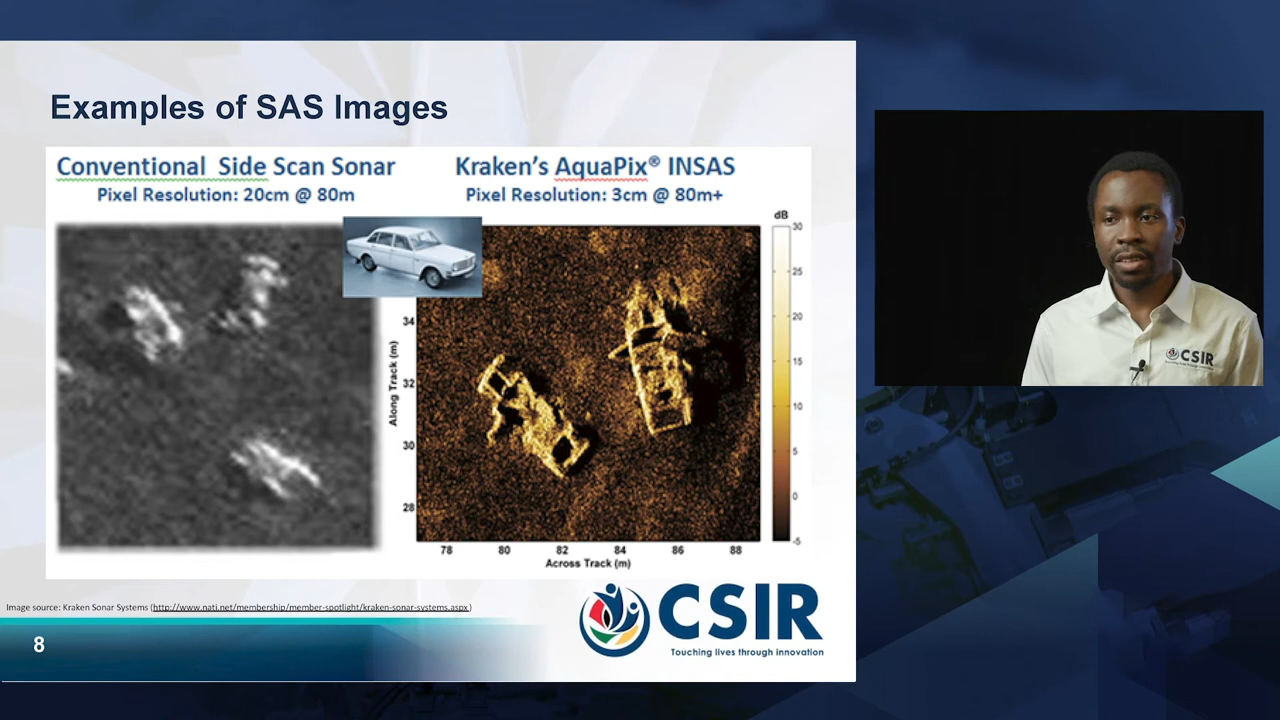 Examples of SAS Images
Conventional Side Scan Sonar
Pixel Resolution: 20cm @ 80m
Kraken's AquaPix® INSAS
Pixel Resolution: 3cm @ 80m+
dB
30
25
20
15
10
5
0
-5
34
32
30
28
Along Track (m)
78 80 82 84 86 88
Across Track (m)
Image source: Kraken Sonar Systems (http://www.nati.net/membership/member-spotlight/kraken-sonar-systems.aspx)
8
CSIR
Touching lives through innovation
CSIR